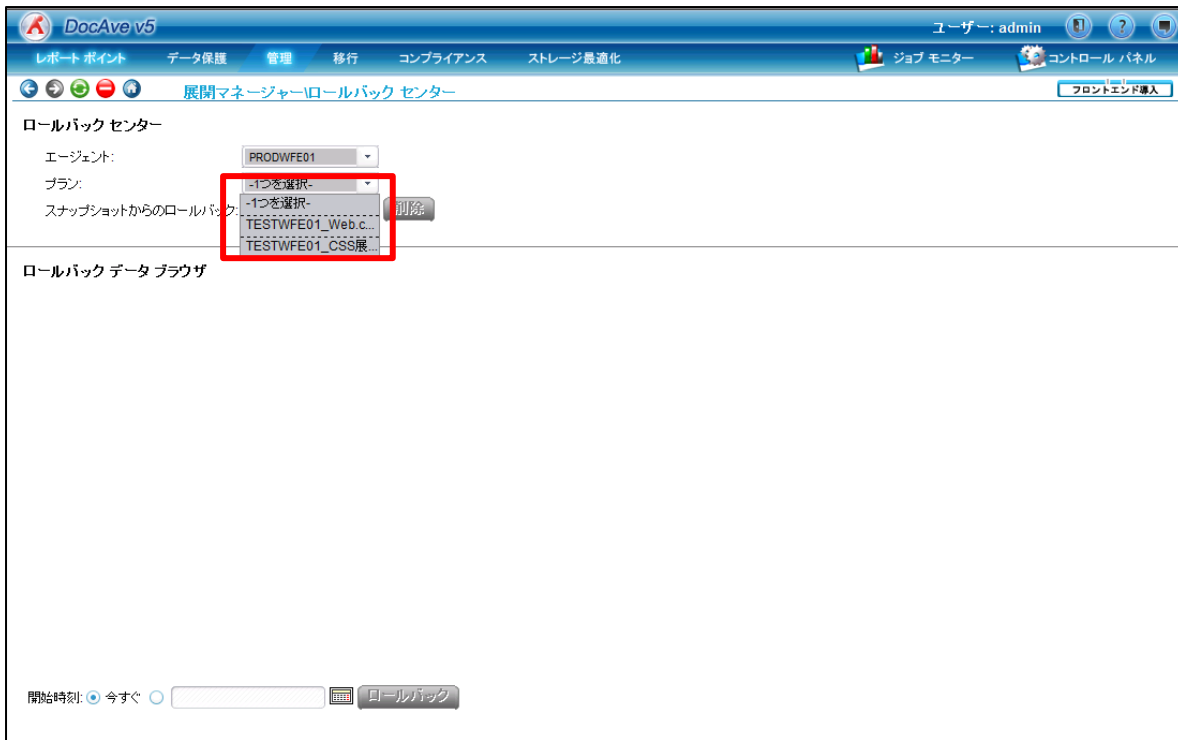 DocAve v5
ユーザー: admin
レポート ポイント データ保護 管理 移行 コンプライアンス ストレージ最適化 ジョブ モニター コントロール パネル
展開マネージャー\ロールバック センター フロントエンド導入
ロールバック センター
エージェント: PRODWFE01
プラン: -1つを選択-
-1つを選択-
スナップショットからのロールバック: 削除
TESTWFE01_Web.c...
TESTWFE01_CSS展...
ロールバック データ ブラウザ
開始時刻: 今すぐ ロールバック